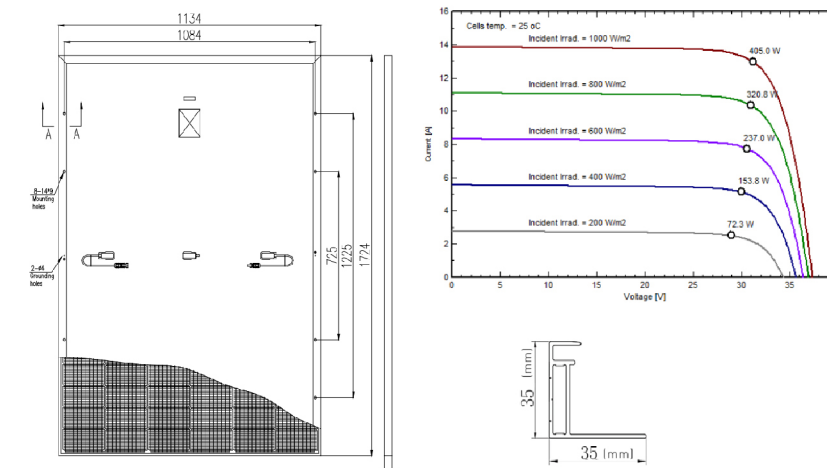 1134
1084
A
A
8-14*9
Mounting
holes
2-ø4
Grounding
holes
725
1225
1724
Cells temp. = 25 oC
Incident Irrad. = 1000 W/m2
405.0 W
Incident Irrad. = 800 W/m2
320.8 W
Incident Irrad. = 600 W/m2
237.0 W
Incident Irrad. = 400 W/m2
153.8 W
Incident Irrad. = 200 W/m2
72.3 W
Current [A]
16
14
12
10
8
6
4
2
0
0
5
10
15
20
25
30
35
Voltage [V]
35 (mm)
35 (mm)